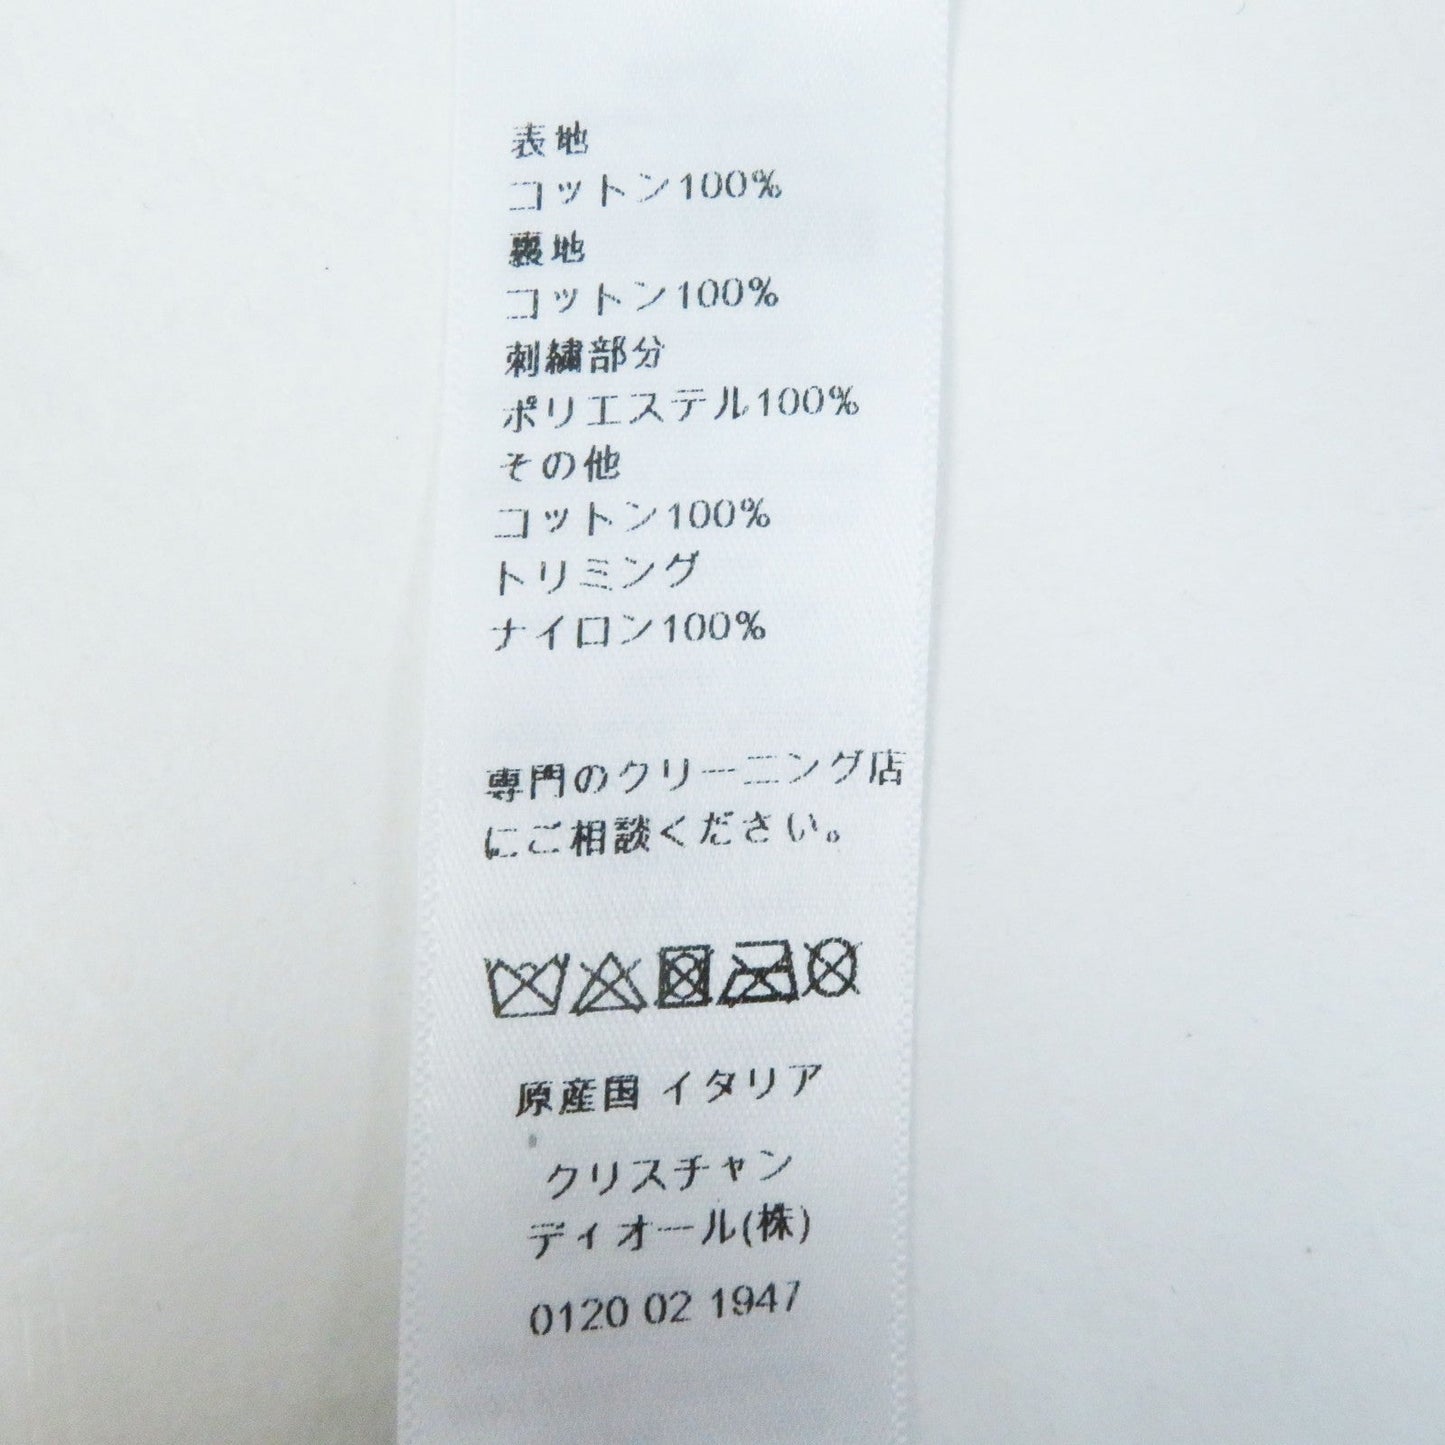 表地
コットン100%
裏地
コットン100%
刺繍部分
ポリエステル100%
その他
コットン100%
トリミング
ナイロン100%
専門のクリーニング店
にご相談ください。
原産国 イタリア
クリスチャン
ディオール(株)
0120 02 1947